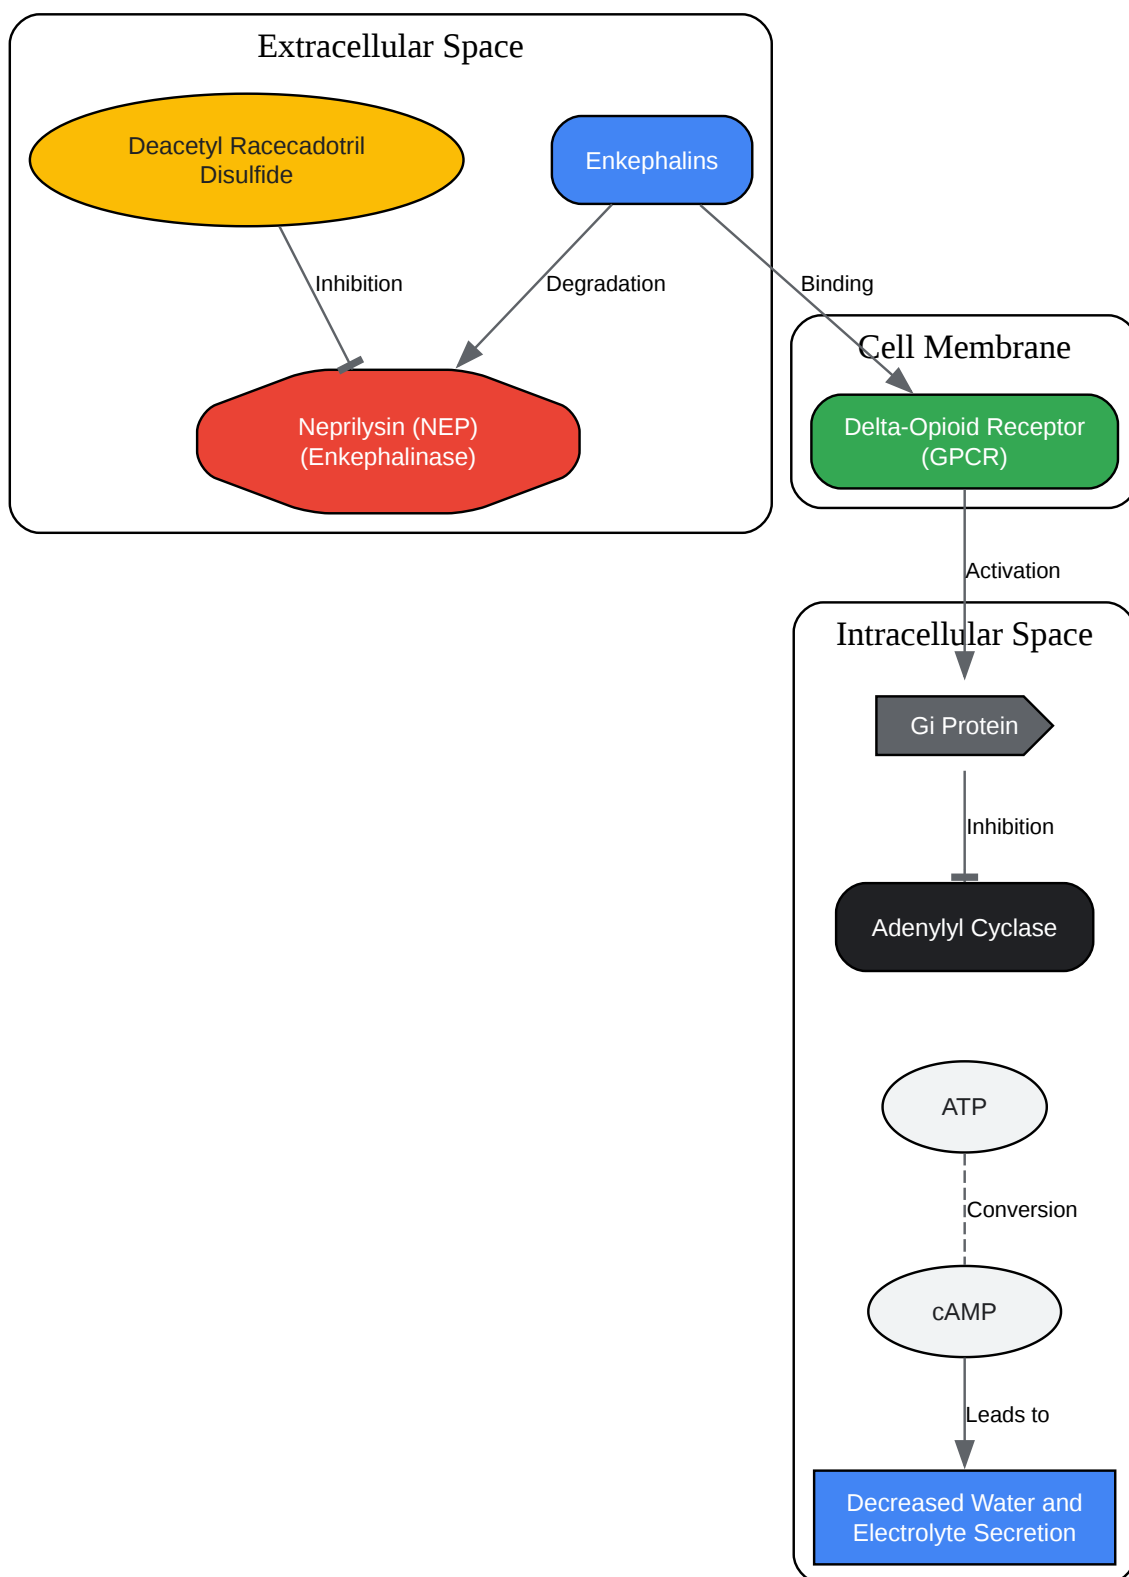 Extracellular Space
Deacetyl Racecadotril
Disulfide
Enkephalins
Inhibition
Degradation
Binding
Cell Membrane
Neprilysin (NEP)
(Enkephalinase)
Delta-Opioid Receptor
(GPCR)
Activation
Intracellular Space
Gi Protein
Inhibition
Adenylyl Cyclase
ATP
Conversion
cAMP
Leads to
Decreased Water and
Electrolyte Secretion